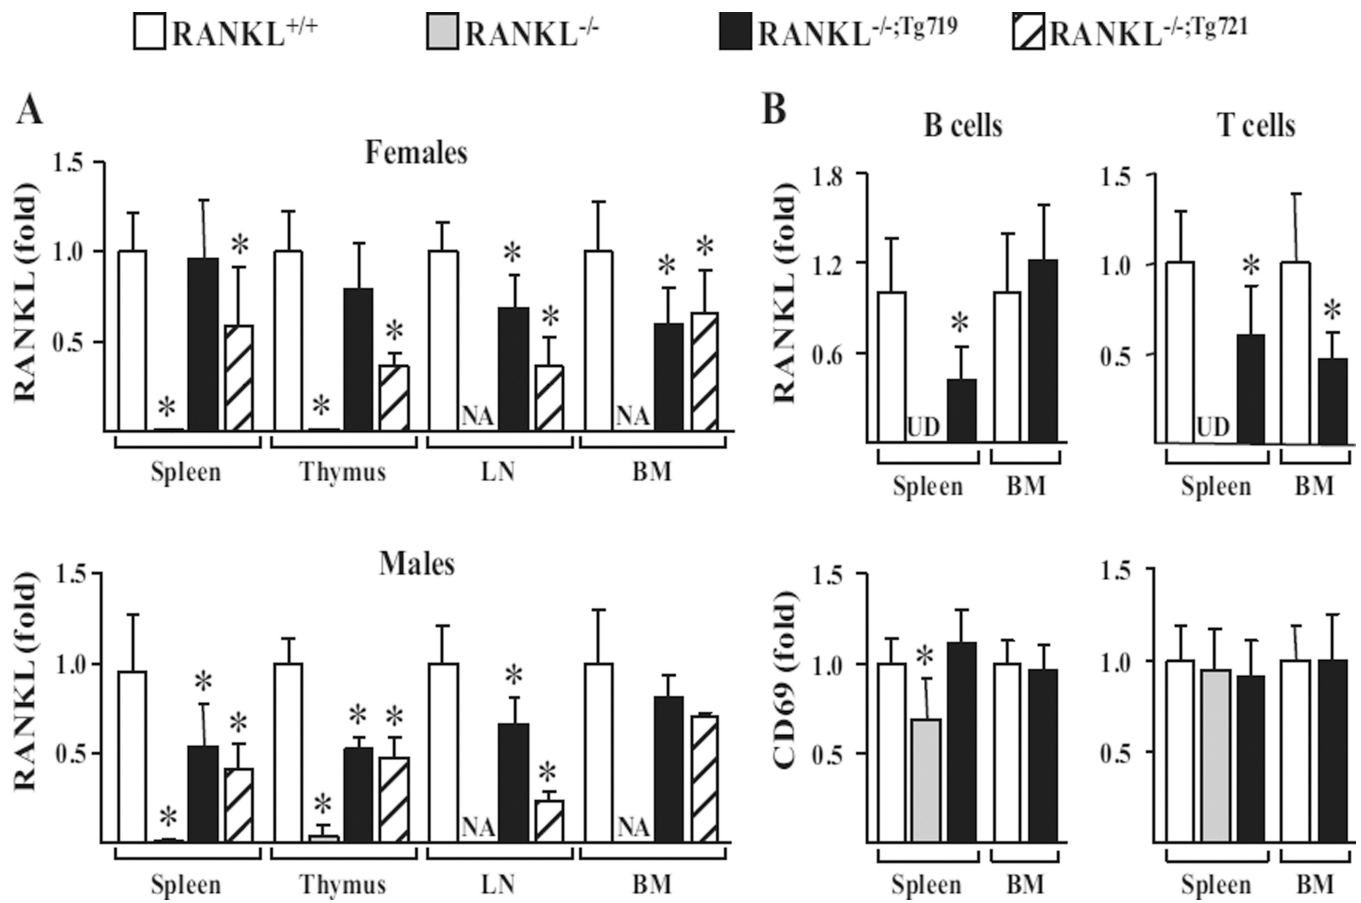 RANKL+/+ RANKL-/- RANKL-/-;Tg719 RANKL-/-;Tg721
A
Females
RANKL (fold)
1.5
1.0
0.5
* * * * * * * *
NA NA
Spleen Thymus LN BM
Males
RANKL (fold)
1.5
1.0
0.5
* * * * * * * *
NA NA
Spleen Thymus LN BM
B
B cells
RANKL (fold)
1.8
1.2
0.6
*
UD
Spleen BM
T cells
1.5
1.0
0.5
* *
UD
Spleen BM
CD69 (fold)
1.5
1.0
0.5
*
Spleen BM
1.5
1.0
0.5
Spleen BM